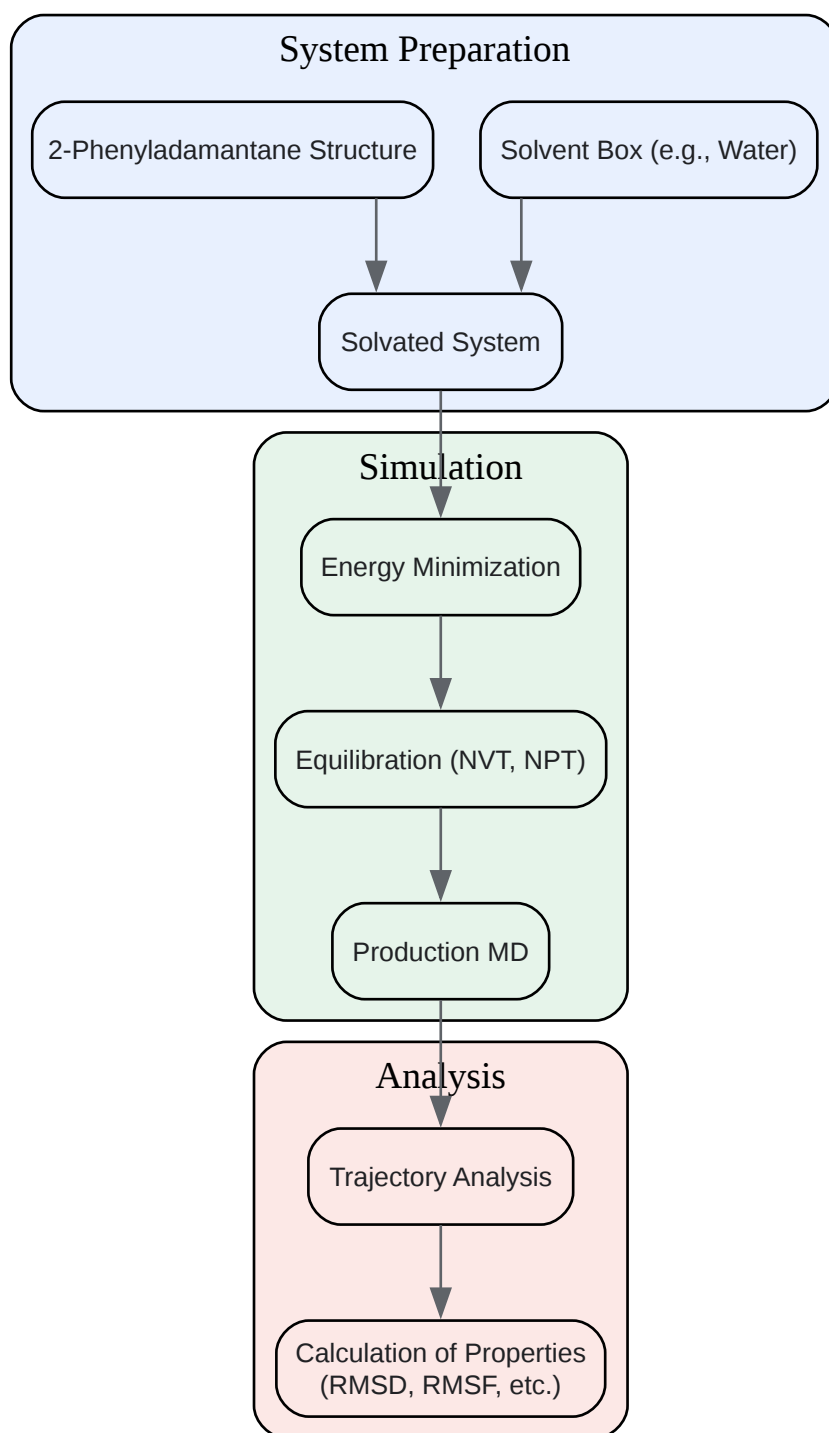 System Preparation
2-Phenyladamantane Structure
Solvent Box (e.g., Water)
Solvated System
Simulation
Energy Minimization
Equilibration (NVT, NPT)
Production MD
Analysis
Trajectory Analysis
Calculation of Properties
(RMSD, RMSF, etc.)